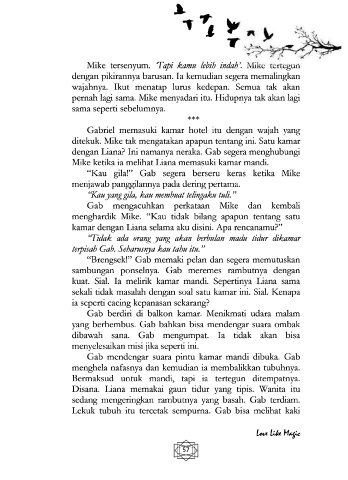 Mike tersenyum. ‘Tapi kamu lebih indah’. Mike tertegun
dengan pikirannya barusan. Ia kemudian segera memalingkan
wajahnya. Ikut menatap lurus kedepan. Semua tak akan
pernah lagi sama. Mike menyadari itu. Hidupnya tak akan lagi
sama seperti sebelumnya.
***
Gabriel memasuki kamar hotel itu dengan wajah yang
ditekuk. Mike tak mengatakan apapun tentang ini. Satu kamar
dengan Liana? Ini namanya neraka. Gab segera menghubungi
Mike ketika ia melihat Liana memasuki kamar mandi.
“Kau gila!” Gab segera berseru keras ketika Mike
menjawab panggilannya pada dering pertama.
“Kau yang gila, kau membuat telingaku tuli.”
Gab mengacuhkan perkataan Mike dan kembali
menghardik Mike. “Kau tidak bilang apapun tentang satu
kamar dengan Liana selama aku disini. Apa rencanamu?”
“Tidak ada orang yang akan berbulan madu tidur dikamar
terpisah Gab. Seharusnya kau tahu itu.”
“Brengsek!” Gab memaki pelan dan segera memutuskan
sambungan ponselnya. Gab meremes rambutnya dengan
kuat. Sial. Ia melirik kamar mandi. Sepertinya Liana sama
sekali tidak masalah dengan soal satu kamar ini. Sial. Kenapa
ia seperti cacing kepanasan sekarang?
Gab berdiri di balkon kamar. Menikmati udara malam
yang berhembus. Gab bahkan bisa mendengar suara ombak
dibawah sana. Gab mengumpat. Ia tidak akan bisa
menyelesaikan misi jika seperti ini.
Gab mendengar suara pintu kamar mandi dibuka. Gab
menghela nafasnya dan kemudian ia membalikkan tubuhnya.
Bermaksud untuk mandi, tapi ia tertegun ditempatnya.
Disana. Liana memakai gaun tidur yang tipis. Wanita itu
sedang mengeringkan rambutnya yang basah. Gab terdiam.
Lekuk tubuh itu tercetak sempurna. Gab bisa melihat kaki
Love Like Magic
57